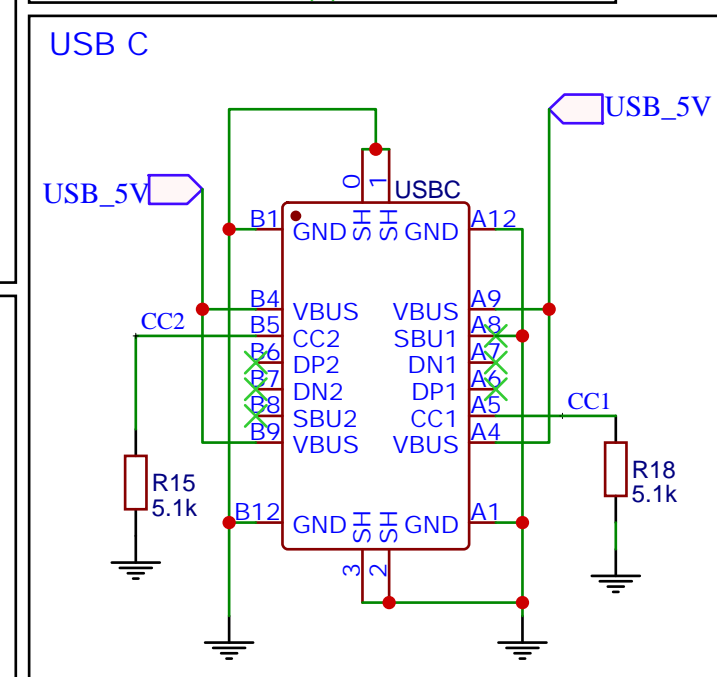 USB C
USB_5V
USB_5V
0
1
USBC
B1
GND
SH
SH
GND
A12
B4
VBUS
VBUS
A9
CC2
B5
CC2
SBU1
A8
B6
DP2
DN1
A7
B7
DN2
DP1
A6
B8
SBU2
CC1
A5
CC1
B9
VBUS
VBUS
A4
R15
5.1k
R18
5.1k
B12
GND
SH
SH
GND
A1
3
2